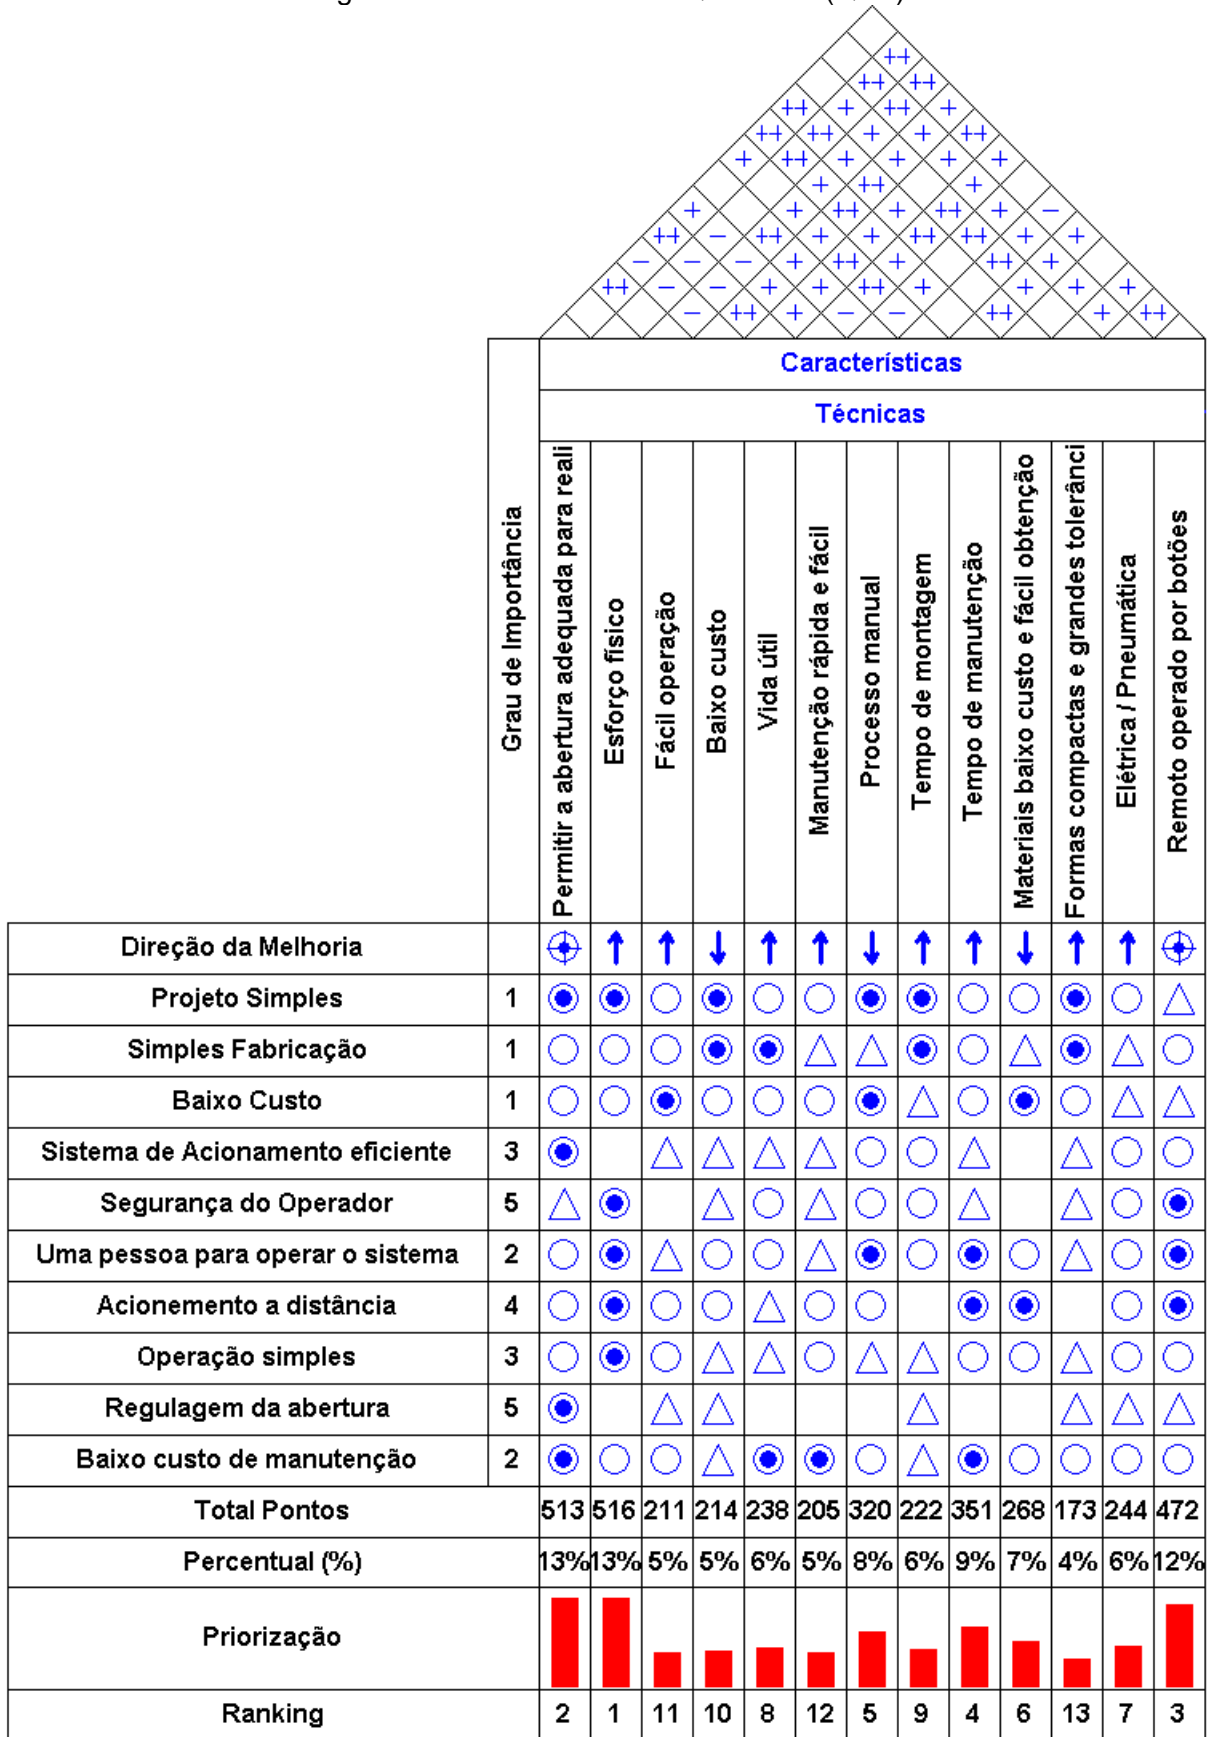 Características
Técnicas
Grau de Importância
Permitir a abertura adequada para reali
Esforço físico
Fácil operação
Baixo custo
Vida útil
Manutenção rápida e fácil
Processo manual
Tempo de montagem
Tempo de manutenção
Materiais baixo custo e fácil obtenção
Formas compactas e grandes tolerânci
Elétrica / Pneumática
Remoto operado por botões
Direção da Melhoria
Projeto Simples 1
Simples Fabricação 1
Baixo Custo 1
Sistema de Acionamento eficiente 3
Segurança do Operador 5
Uma pessoa para operar o sistema 2
Acionemento a distância 4
Operação simples 3
Regulagem da abertura 5
Baixo custo de manutenção 2
Total Pontos 513 516 211 214 238 205 320 222 351 268 173 244 472
Percentual (%) 13% 13% 5% 5% 6% 5% 8% 6% 9% 7% 4% 6% 12%
Priorização
Ranking 2 1 11 10 8 12 5 9 4 6 13 7 3